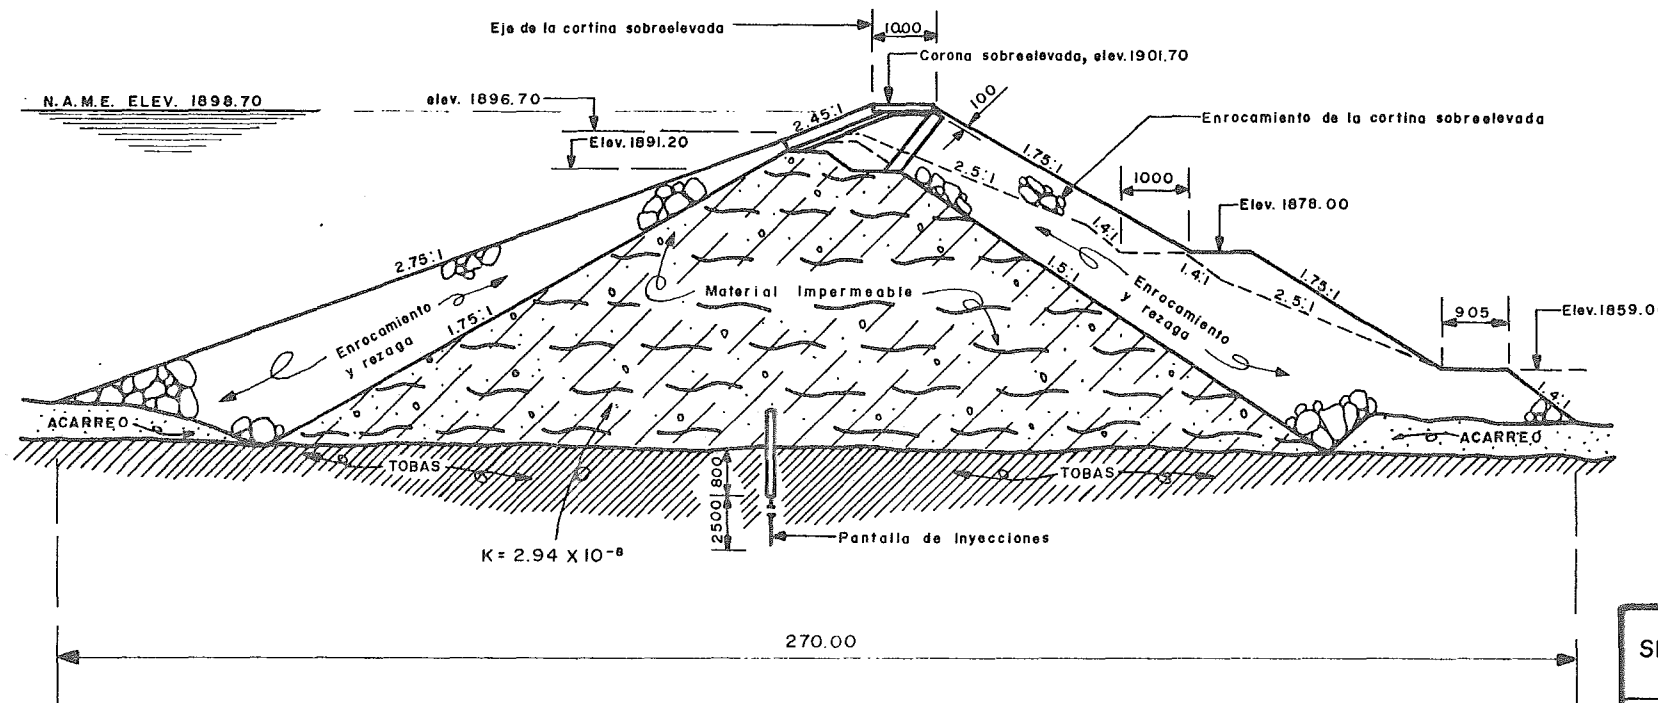 Eje de la cortina sobreelevada
1000
Corona sobreelevada, elev. 1901.70
N.A.M.E. ELEV. 1898.70
elev. 1896.70
2.45:1
100
Enrocamiento de la cortina sobreelevada
Elev. 1891.20
1.75:1
2.5:1
1000
Elev. 1878.00
1.4:1
2.75:1
1.5:1
1.4:1
1.75:1
2.5:1
Material Impermeable
Enrocamiento
y rezaga
1.75:1
Enrocamiento
y rezaga
905
Elev. 1859.0
1.4:1
ACARREO
ACARREO
TOBAS
TOBAS
800
2500
Pantalla de Inyecciones
K = 2.94 X 10⁻⁸
270.00